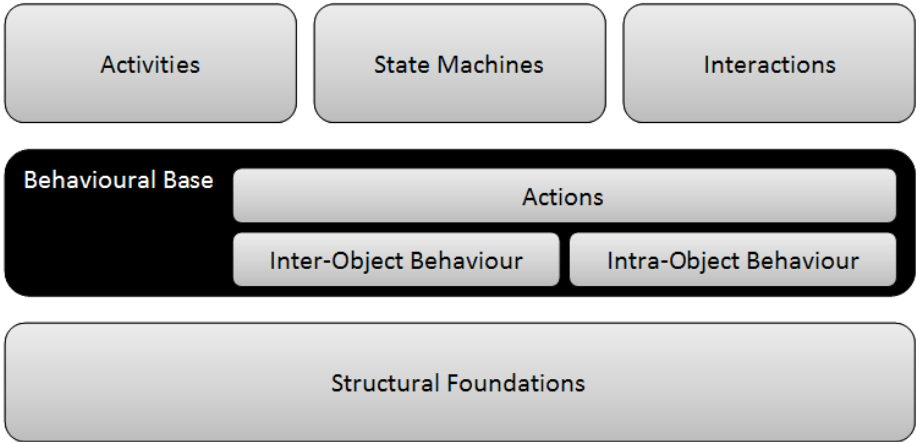 Activities
State Machines
Interactions
Behavioural Base
Actions
Inter-Object Behaviour
Intra-Object Behaviour
Structural Foundations